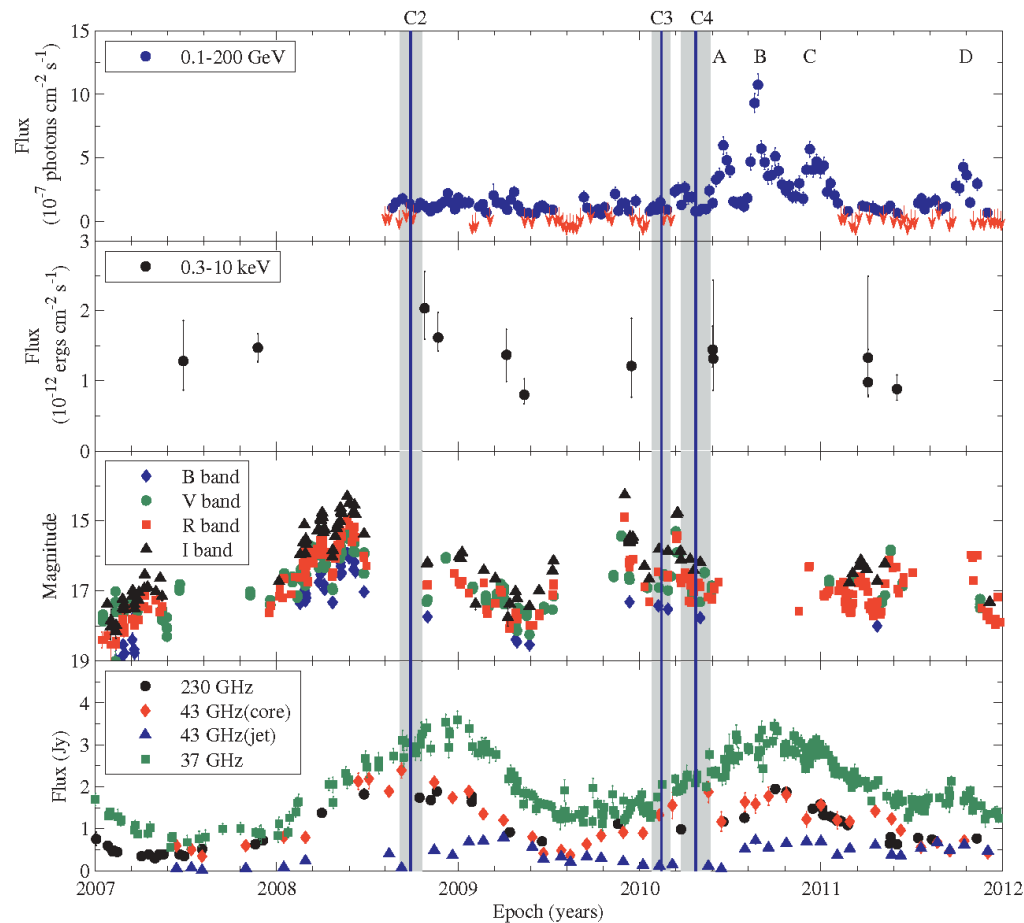 C2 C3 C4
15
0.1-200 GeV
A B C D
10
5
0
Flux
(10-7 photons cm-2 s-1)
3
0.3-10 keV
2
1
0
Flux
(10-12 ergs cm-2 s-1)
B band
V band
R band
I band
15
17
19
Magnitude
230 GHz
43 GHz(core)
43 GHz(jet)
37 GHz
4
3
2
1
0
Flux (Jy)
2007 2008 2009 2010 2011 2012
Epoch (years)